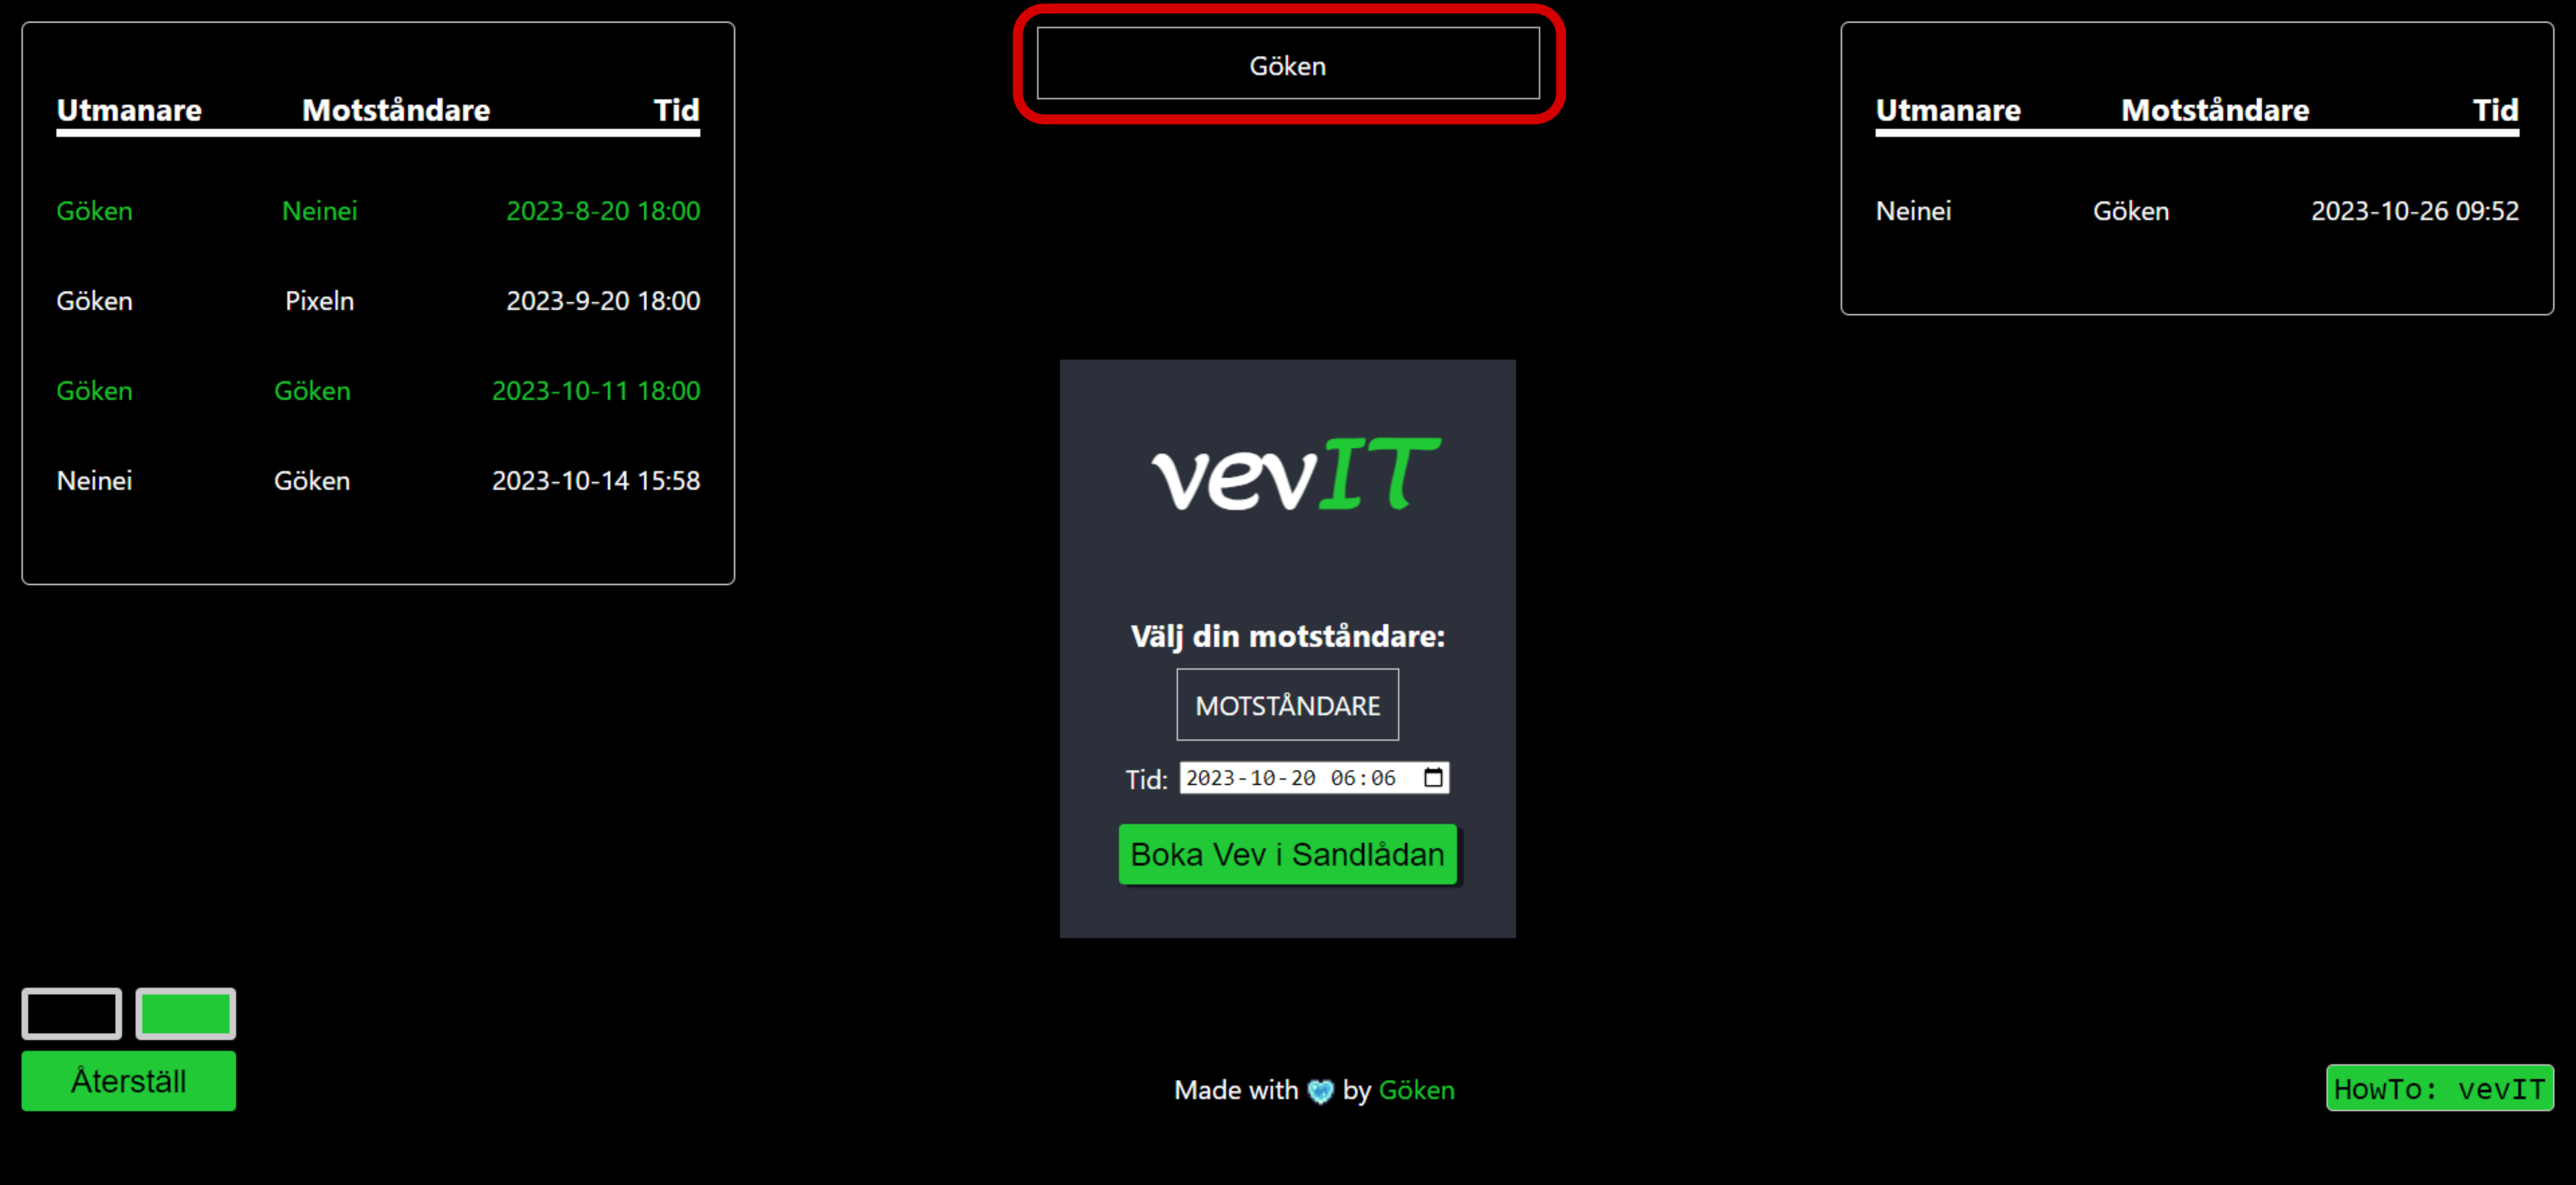 Utmanare Motståndare Tid
Göken Neinei 2023-8-20 18:00
Göken Pixeln 2023-9-20 18:00
Göken Göken 2023-10-11 18:00
Neinei Göken 2023-10-14 15:58
Göken
Utmanare Motståndare Tid
Neinei Göken 2023-10-26 09:52
vevIT
Välj din motståndare:
MOTSTÅNDARE
Tid: 2023-10-20 06:06
Boka Vev i Sandlådan
Återställ
Made with 💙 by Göken
HowTo: vevIT